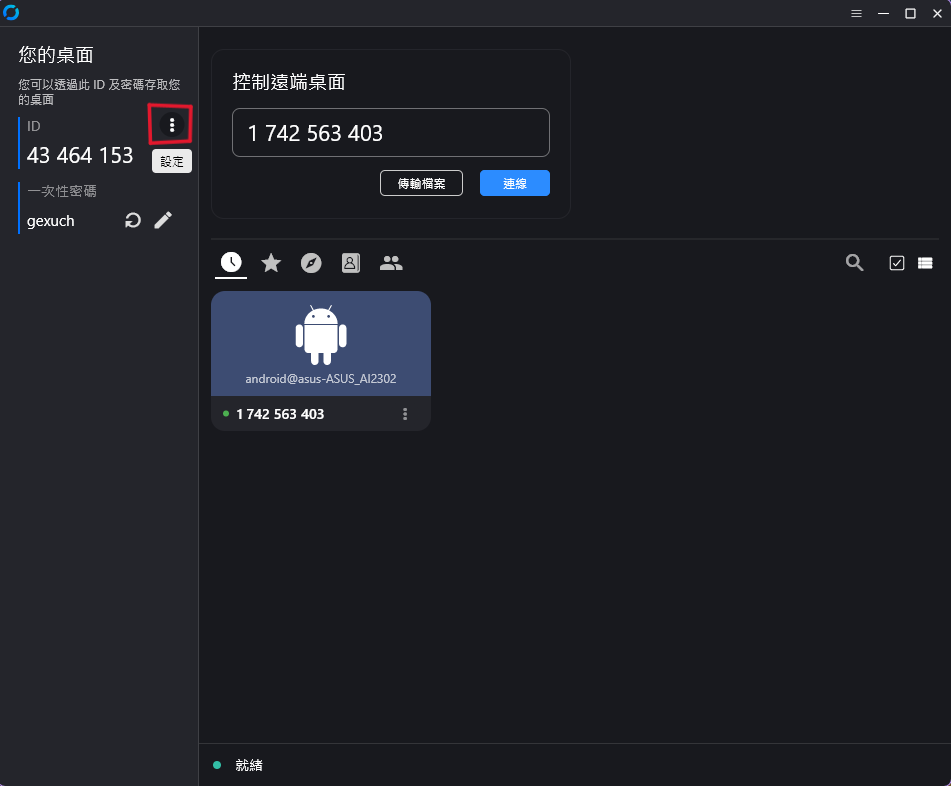 您的桌面
您可以透過此 ID 及密碼存取您
的桌面
ID
43 464 153
設定
一次性密碼
gexuch
控制遠端桌面
1 742 563 403
傳輸檔案
連線
android@asus-ASUS_AI2302
1 742 563 403
就緒